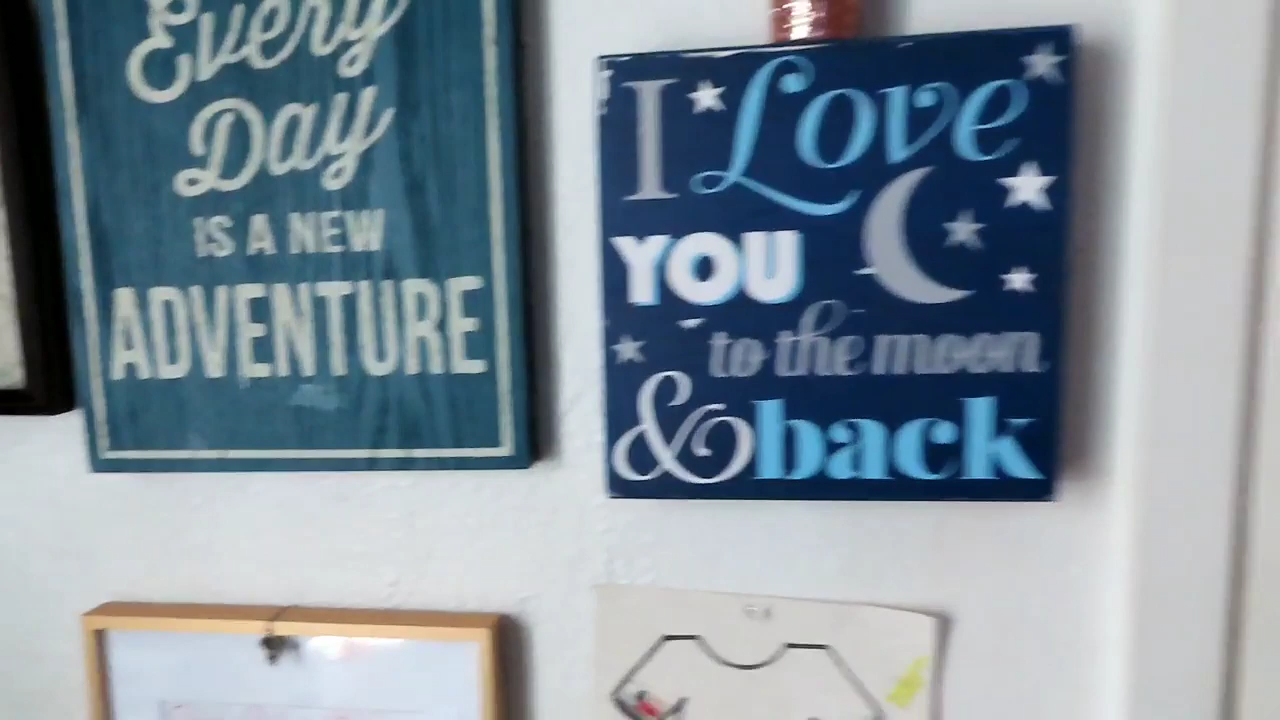 Every
Day
IS A NEW
ADVENTURE
I Love
YOU
to the moon
& back